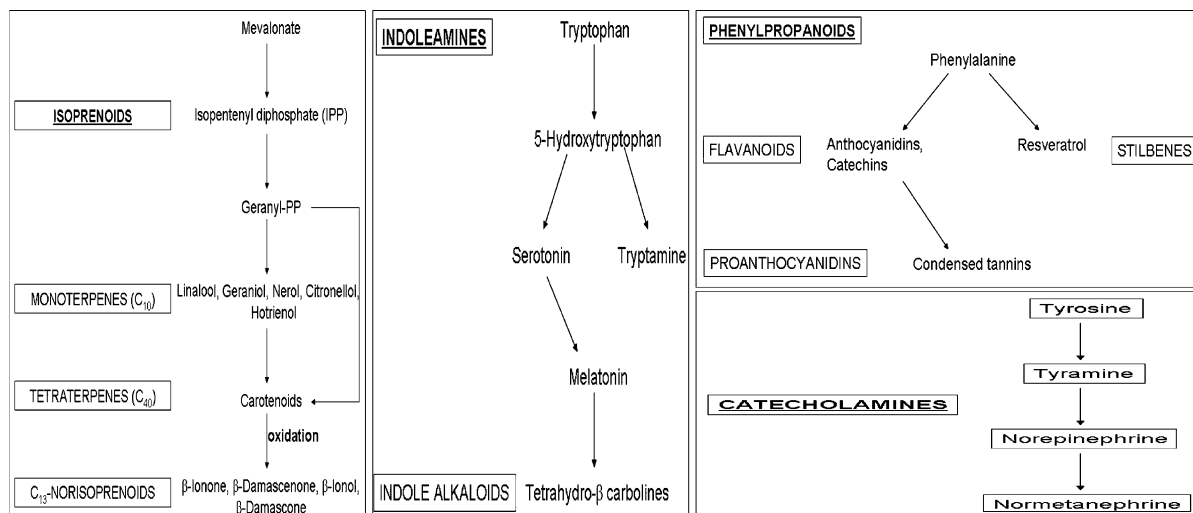 Mevalonate
ISOPRENOIDS
Isopentenyl diphosphate (IPP)
Geranyl-PP
MONOTERPENES (C10)
Linalool, Geraniol, Nerol, Citronellol,
Hotrienol
TETRATERPENES (C40)
Carotenoids
oxidation
C13-NORISOPRENOIDS
β-Ionone, β-Damascenone, β-Ionol,
β-Damascone
INDOLEAMINES
Tryptophan
5-Hydroxytryptophan
Serotonin
Tryptamine
Melatonin
INDOLE ALKALOIDS
Tetrahydro-β carbolines
PHENYLPROPANOIDS
Phenylalanine
FLAVANOIDS
Anthocyanidins,
Catechins
Resveratrol
STILBENES
PROANTHOCYANIDINS
Condensed tannins
Tyrosine
Tyramine
CATECHOLAMINES
Norepinephrine
Normetanephrine